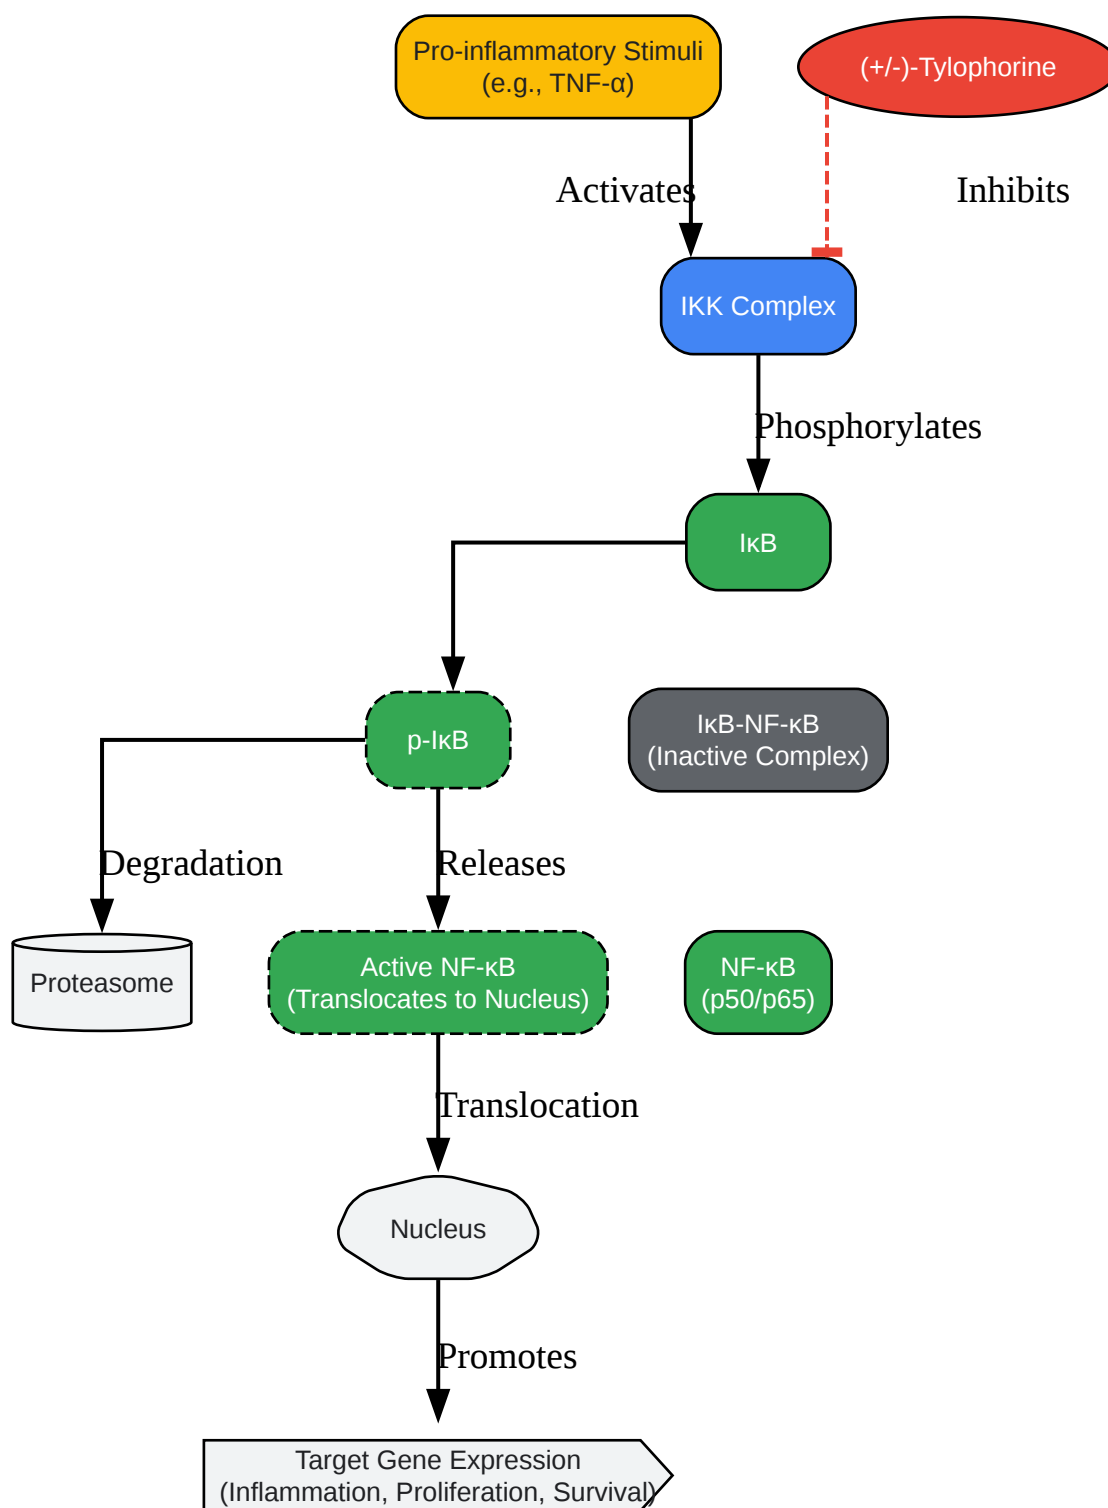 Pro-inflammatory Stimuli
(e.g., TNF-α)
(+/-)-Tylophorine
Activates
Inhibits
IKK Complex
Phosphorylates
IκB
p-IκB
IκB-NF-κB
(Inactive Complex)
Degradation
Releases
Proteasome
Active NF-κB
(Translocates to Nucleus)
NF-κB
(p50/p65)
Translocation
Nucleus
Promotes
Target Gene Expression
(Inflammation, Proliferation, Survival)